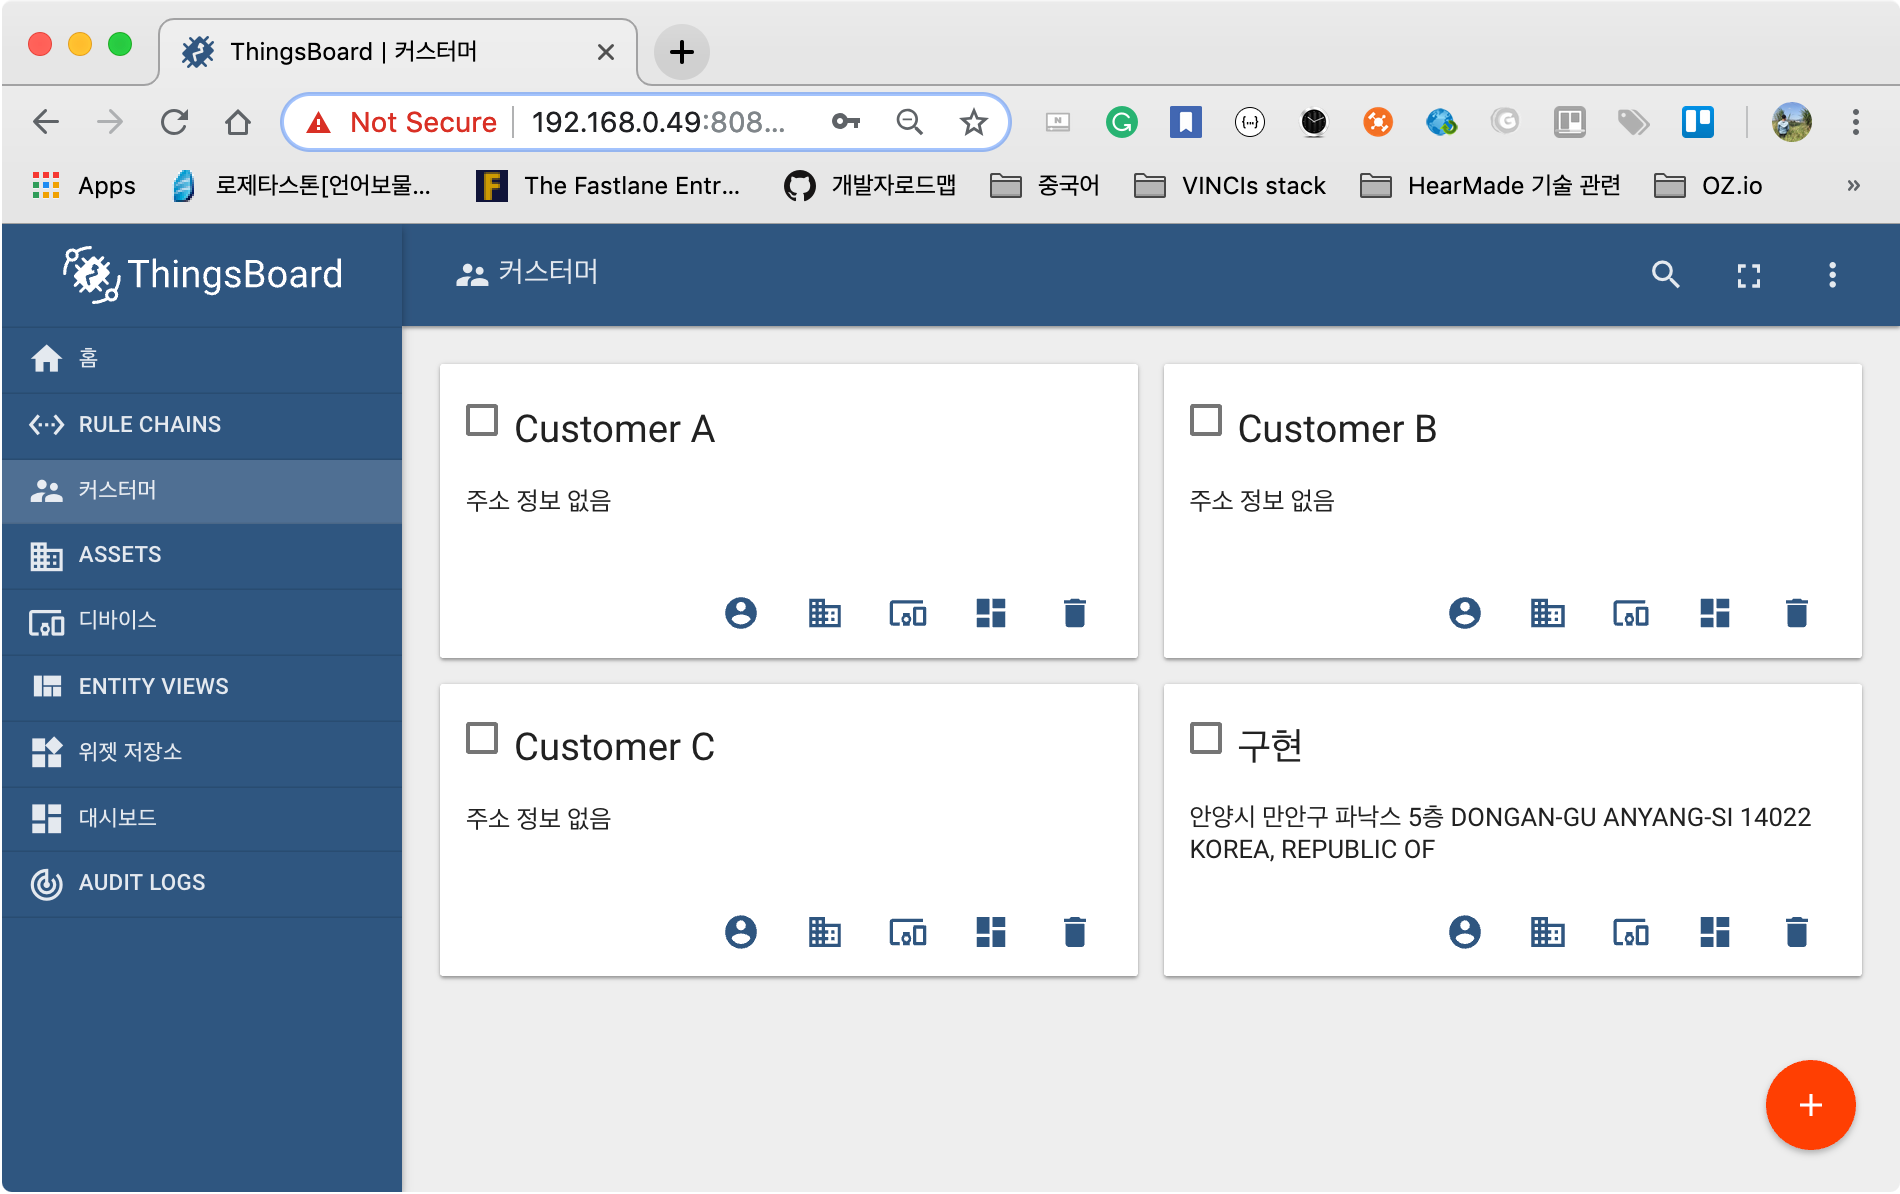 ThingsBoard | 커스터머
Not Secure 192.168.0.49:808...
Apps 로제타스톤[언어보물... The Fastlane Entr... 개발자로드맵 중국어 VINCIs stack HearMade 기술 관련 OZ.io »
ThingsBoard
커스터머
홈
RULE CHAINS
커스터머
ASSETS
디바이스
ENTITY VIEWS
위젯 저장소
대시보드
AUDIT LOGS
Customer A
주소 정보 없음
Customer B
주소 정보 없음
Customer C
주소 정보 없음
구현
안양시 만안구 파낙스 5층 DONGAN-GU ANYANG-SI 14022
KOREA, REPUBLIC OF